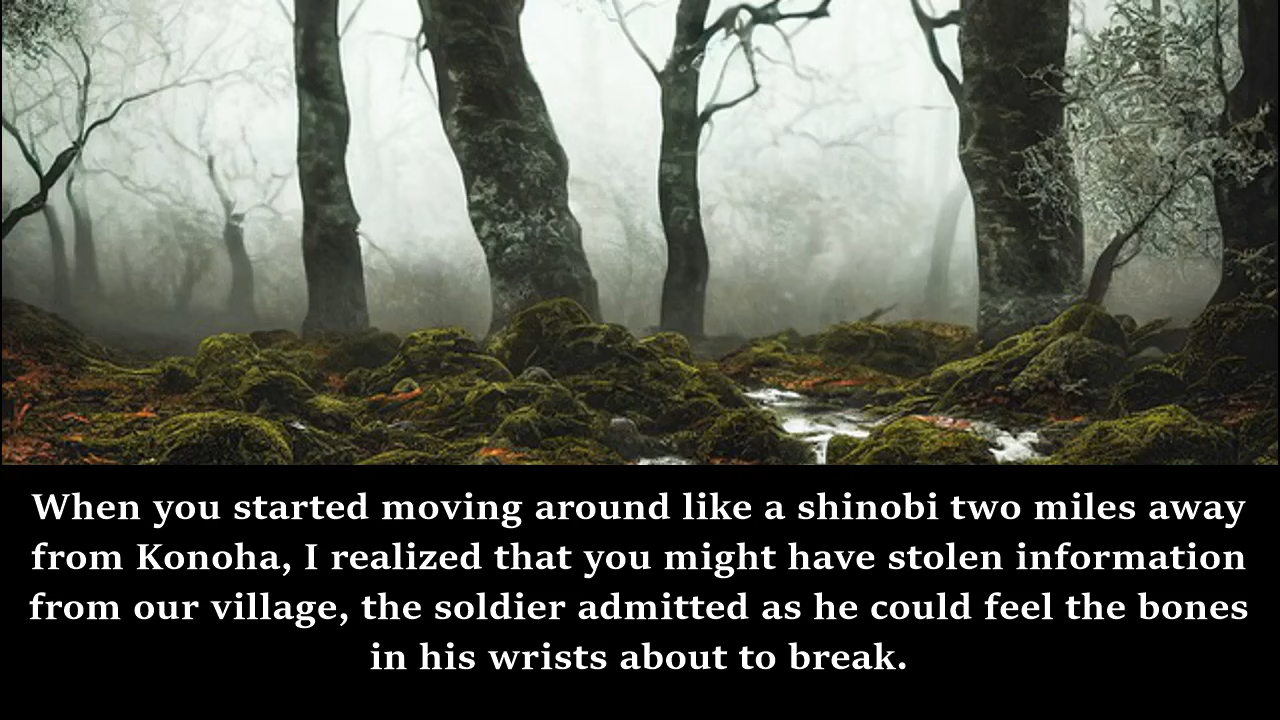 When you started moving around like a shinobi two miles away
from Konoha, I realized that you might have stolen information
from our village, the soldier admitted as he could feel the bones
in his wrists about to break.